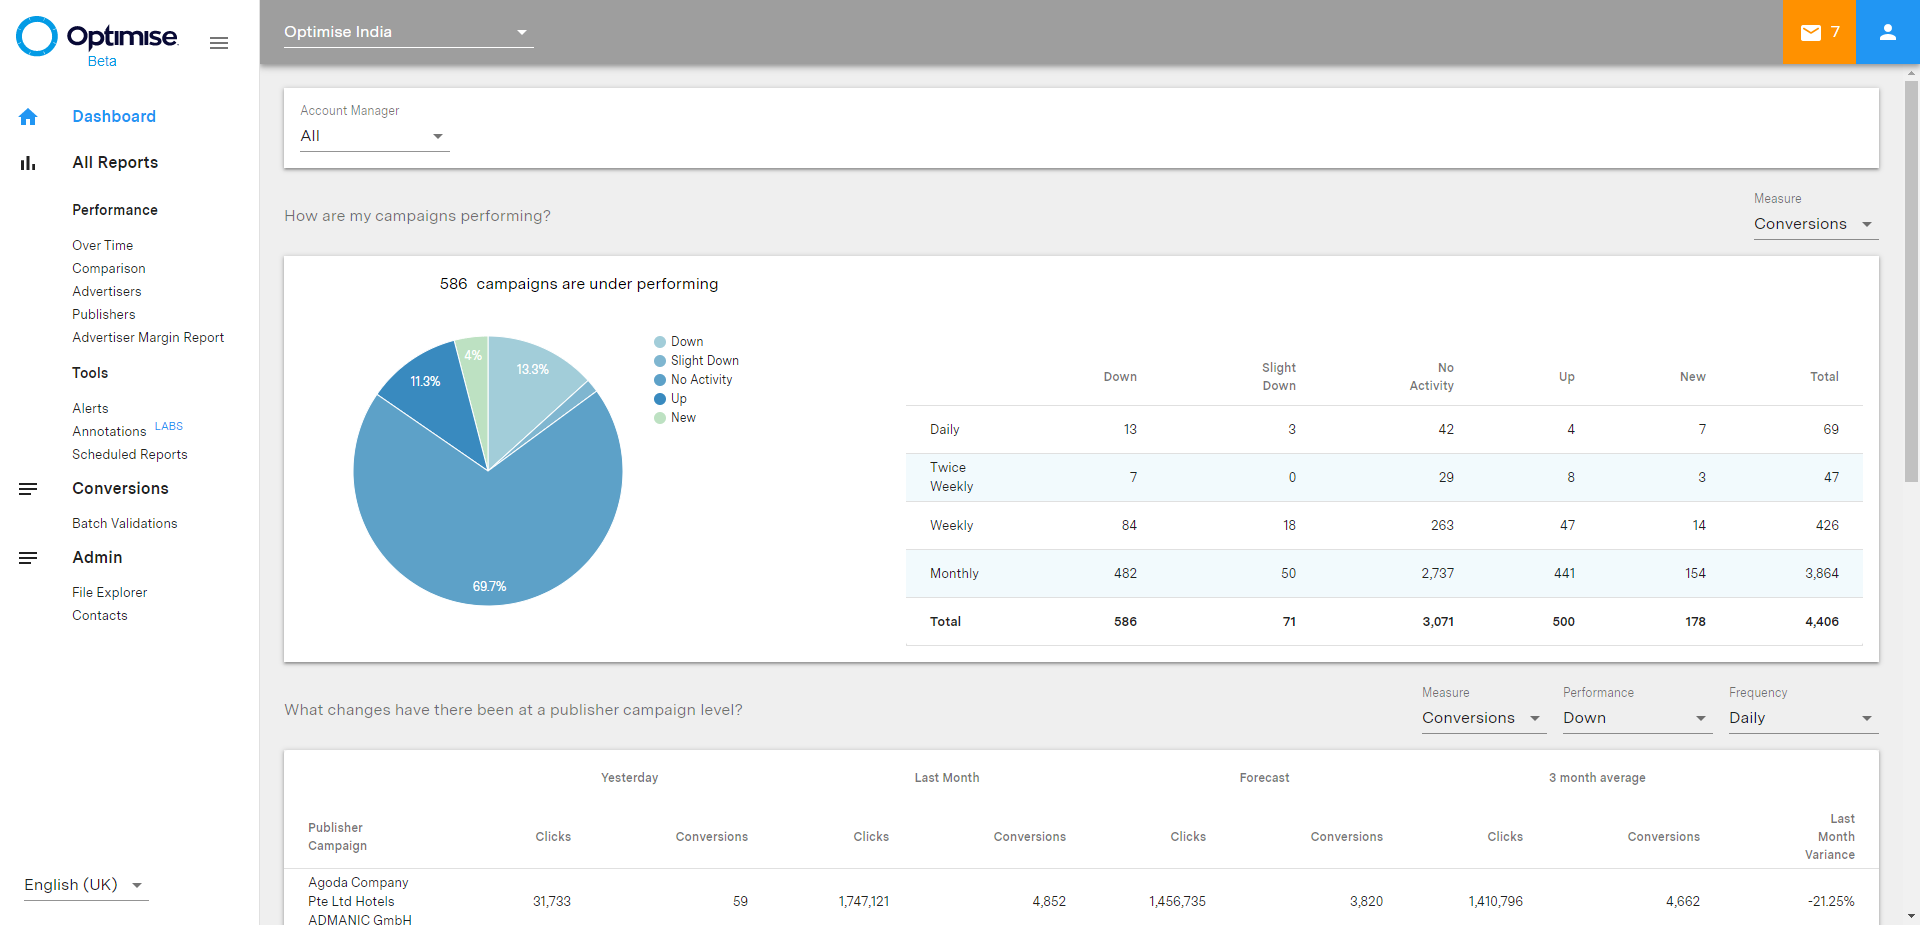 Optimise
Beta
Dashboard
All Reports
Performance
Over Time
Comparison
Advertisers
Publishers
Advertiser Margin Report
Tools
Alerts
Annotations LABS
Scheduled Reports
Conversions
Batch Validations
Admin
File Explorer
Contacts
English (UK)
Optimise India
7
Account Manager
All
How are my campaigns performing?
Measure
Conversions
586 campaigns are under performing
4%
13.3%
11.3%
69.7%
Down
Slight Down
No Activity
Up
New
Down Slight Down No Activity Up New Total
Daily 13 3 42 4 7 69
Twice Weekly 7 0 29 8 3 47
Weekly 84 18 263 47 14 426
Monthly 482 50 2,737 441 154 3,864
Total 586 71 3,071 500 178 4,406
What changes have there been at a publisher campaign level?
Measure Performance Frequency
Conversions Down Daily
Yesterday Last Month Forecast 3 month average
Publisher Campaign Clicks Conversions Clicks Conversions Clicks Conversions Clicks Conversions Last Month Variance
Agoda Company
Pte Ltd Hotels 31,733 59 1,747,121 4,852 1,456,735 3,820 1,410,796 4,662 -21.25%
ADMANIC GmbH